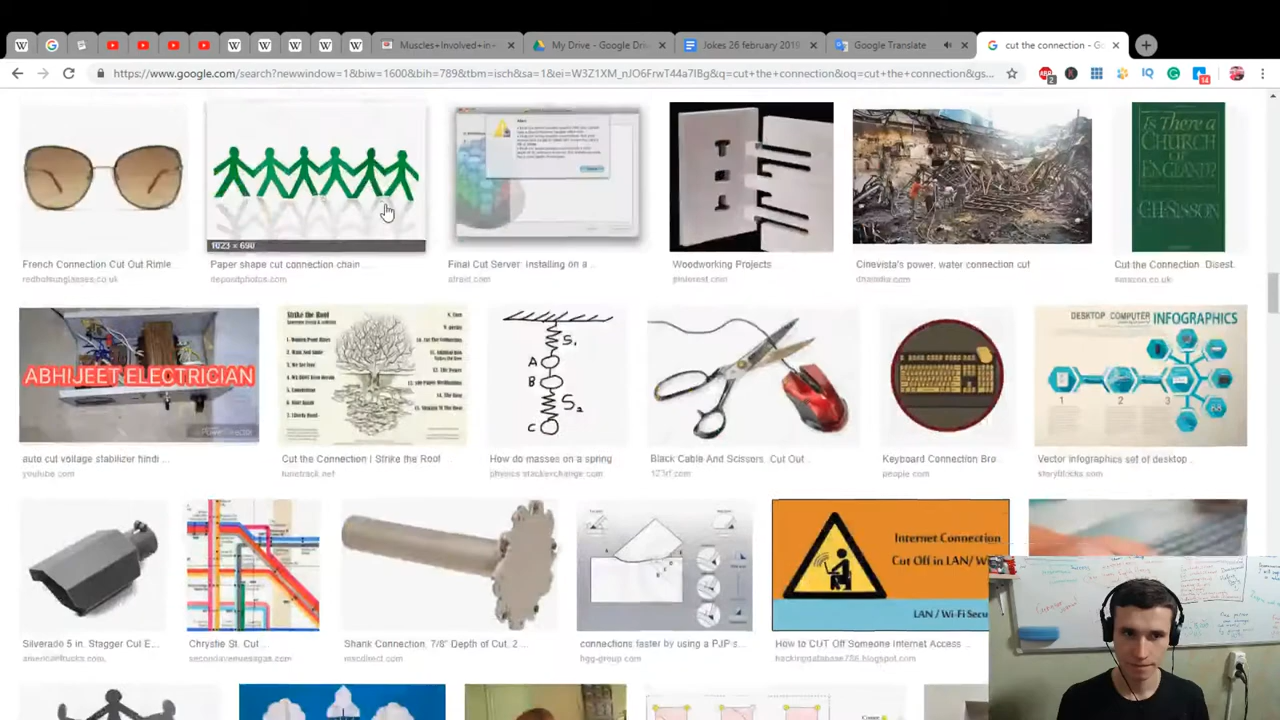 Muscles+Involved+in+
My Drive - Google Dri
Jokes 26 february 2019
Google Translate
cut the connection - G
https://www.google.com/search?newwindow=1&biw=1680&bih=789&tbm=isch&sa=1&ei=W3Z1XM_nJO6FrwT44a7IBg&q=cut+the+connection&oq=cut+the+connection&gs...
1023 × 690
French Connection Cut Out Rimle...
Paper shape cut connection chain ...
Final Cut Server: Installing on a ...
Woodworking Projects
Cinevista's power, water connection cut
Is There a
CHURCH
OF
ENGLAND?
C.H.SISSON
Cut the Connection. Disest.
redhotsunglasses.co.uk
depositphotos.com
pinterest.com
amazon.co.uk
ABHIJEET ELECTRICIAN
Strike the Root
S₁
A
B
S₂
C
DESKTOP COMPUTER INFOGRAPHICS
1 2 3
auto cut voltage stabilizer hindi ...
Cut the Connection | Strike the Root
How do masses on a spring
Black Cable And Scissors. Cut Out ...
Keyboard Connection Bro
Vector infographics set of desktop ...
youtube.com
physics.stackexchange.com
123rf.com
people.com
storyblocks.com
Internet Connection
Cut Off in LAN/ W
LAN / Wi-Fi Secu
Silverado 5 in. Stagger Cut E...
Chrystie St. Cut ...
Shank Connection, 7/8" Depth of Cut, 2 ...
connections faster by using a PJP s...
How to CUT Off Someone Internet Access ...
americantrucks.com
secondavenuesagas.com
mscdirect.com
hgg-group.com
hackingdatabase786.blogspot.com